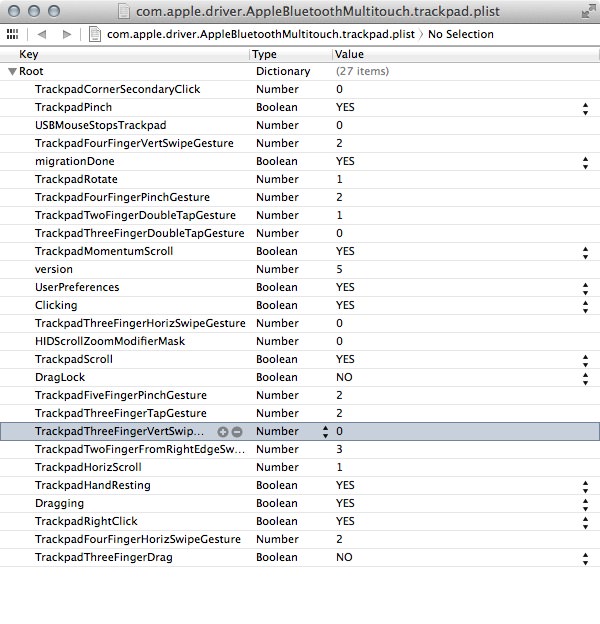 com.apple.driver.AppleBluetoothMultitouch.trackpad.plist
com.apple.driver.AppleBluetoothMultitouch.trackpad.plist › No Selection
Key Type Value
Root Dictionary (27 items)
TrackpadCornerSecondaryClick Number 0
TrackpadPinch Boolean YES
USBMouseStopsTrackpad Number 0
TrackpadFourFingerVertSwipeGesture Number 2
migrationDone Boolean YES
TrackpadRotate Number 1
TrackpadFourFingerPinchGesture Number 2
TrackpadTwoFingerDoubleTapGesture Number 1
TrackpadThreeFingerDoubleTapGesture Number 0
TrackpadMomentumScroll Boolean YES
version Number 5
UserPreferences Boolean YES
Clicking Boolean YES
TrackpadThreeFingerHorizSwipeGesture Number 0
HIDScrollZoomModifierMask Number 0
TrackpadScroll Boolean YES
DragLock Boolean NO
TrackpadFiveFingerPinchGesture Number 2
TrackpadThreeFingerTapGesture Number 2
TrackpadThreeFingerVertSwip... Number 0
TrackpadTwoFingerFromRightEdgeSw... Number 3
TrackpadHorizScroll Number 1
TrackpadHandResting Boolean YES
Dragging Boolean YES
TrackpadRightClick Boolean YES
TrackpadFourFingerHorizSwipeGesture Number 2
TrackpadThreeFingerDrag Boolean NO